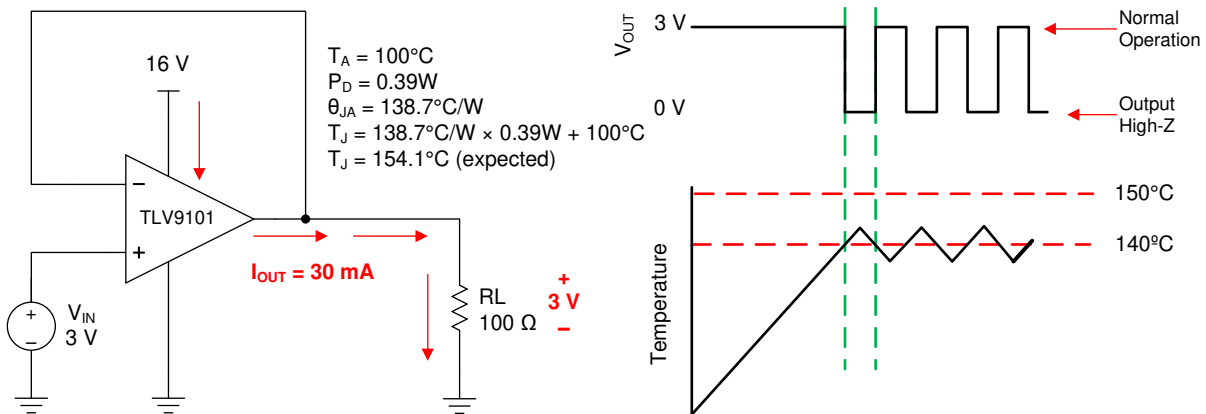 16 V
T_A = 100°C
P_D = 0.39W
θ_JA = 138.7°C/W
T_J = 138.7°C/W × 0.39W + 100°C
T_J = 154.1°C (expected)
−
TLV9101
+
I_OUT = 30 mA
+
−
V_IN
3 V
RL
100 Ω
+
3 V
−
V_OUT
3 V
0 V
Normal
Operation
Output
High-Z
Temperature
150°C
140ºC